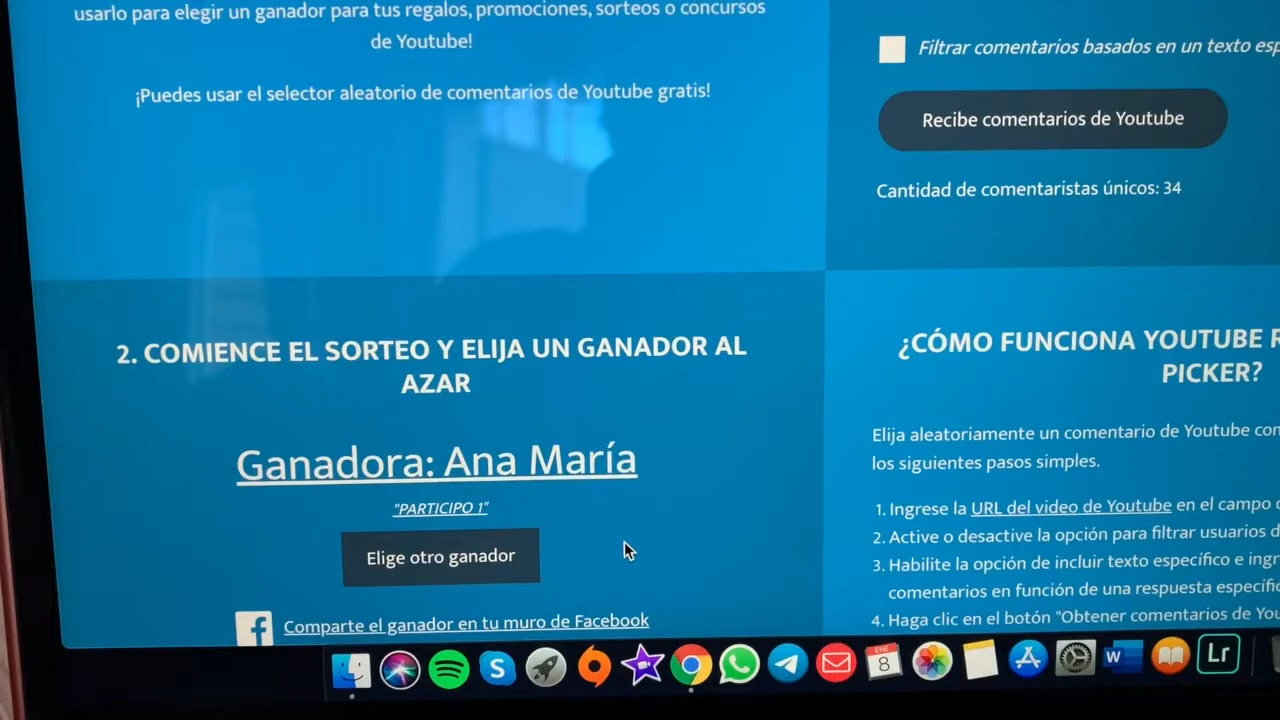 usarlo para elegir un ganador para tus regalos, promociones, sorteos o concursos
de Youtube!
¡Puedes usar el selector aleatorio de comentarios de Youtube gratis!
Filtrar comentarios basados en un texto
Recibe comentarios de Youtube
Cantidad de comentaristas únicos: 34
2. COMIENCE EL SORTEO Y ELIJA UN GANADOR AL
AZAR
Ganadora: Ana María
"PARTICIPO 1"
Elige otro ganador
Comparte el ganador en tu muro de Facebook
¿CÓMO FUNCIONA YOUTUBE
PICKER?
Elija aleatoriamente un comentario de Youtube
los siguientes pasos simples.
1. Ingrese la URL del video de Youtube en el campo
2. Active o desactive la opción para filtrar usuarios
3. Habilite la opción de incluir texto específico e
comentarios en función de una respuesta
4. Haga clic en el botón "Obtener comentarios de
ENE
8
W
Lr